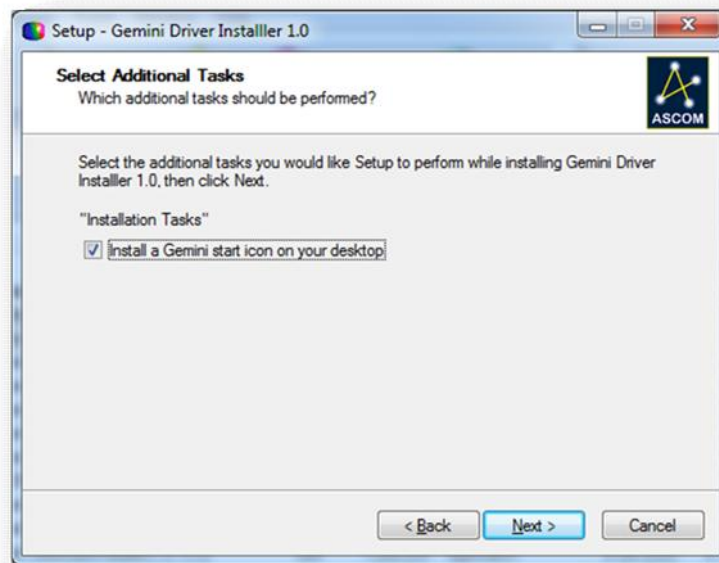 Setup - Gemini Driver Installler 1.0
Select Additional Tasks
Which additional tasks should be performed?
ASCOM
Select the additional tasks you would like Setup to perform while installing Gemini Driver
Installler 1.0, then click Next.
"Installation Tasks"
Install a Gemini start icon on your desktop
< Back
Next >
Cancel